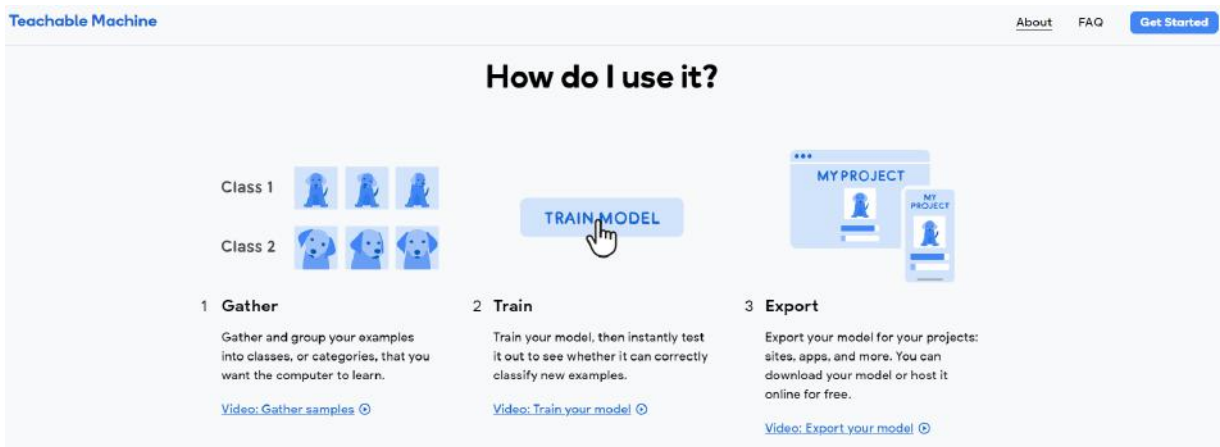 Teachable Machine
About FAQ Get Started
How do I use it?
Class 1
Class 2
TRAIN MODEL
MY PROJECT
MY
PROJECT
1 Gather
Gather and group your examples
into classes, or categories, that you
want the computer to learn.
Video: Gather samples
2 Train
Train your model, then instantly test
it out to see whether it can correctly
classify new examples.
Video: Train your model
3 Export
Export your model for your projects:
sites, apps, and more. You can
download your model or host it
online for free.
Video: Export your model